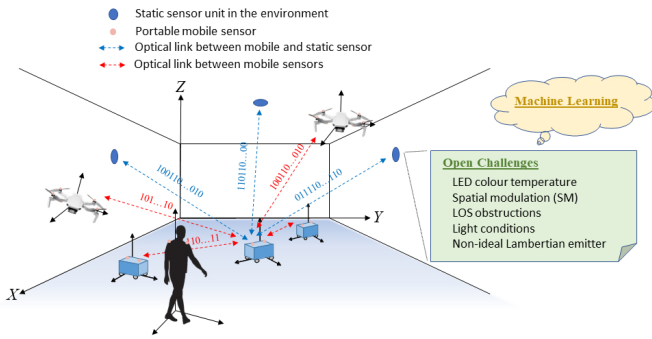 Static sensor unit in the environment
Portable mobile sensor
Optical link between mobile and static sensor
Optical link between mobile sensors
Z
Machine Learning
100110...010
110110...00
100110...010
011110...110
Open Challenges
LED colour temperature
Spatial modulation (SM)
LOS obstructions
Light conditions
Non-ideal Lambertian emitter
101...10
Y
110...11
X